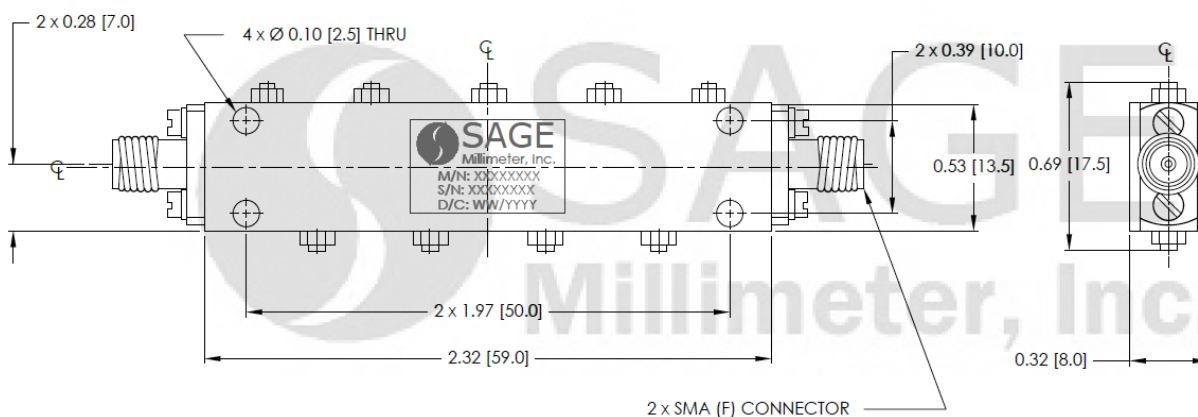 2 x 0.28 [7.0]
4 x Ø 0.10 [2.5] THRU
℄
2 x 0.39 [10.0]
℄
SAGE
Millimeter, Inc.
M/N: XXXXXXXX
S/N: XXXXXXXX
D/C: WW/YYYY
℄
0.53 [13.5]
0.69 [17.5]
2 x 1.97 [50.0]
2.32 [59.0]
0.32 [8.0]
2 x SMA (F) CONNECTOR
SAGE
Millimeter, Inc